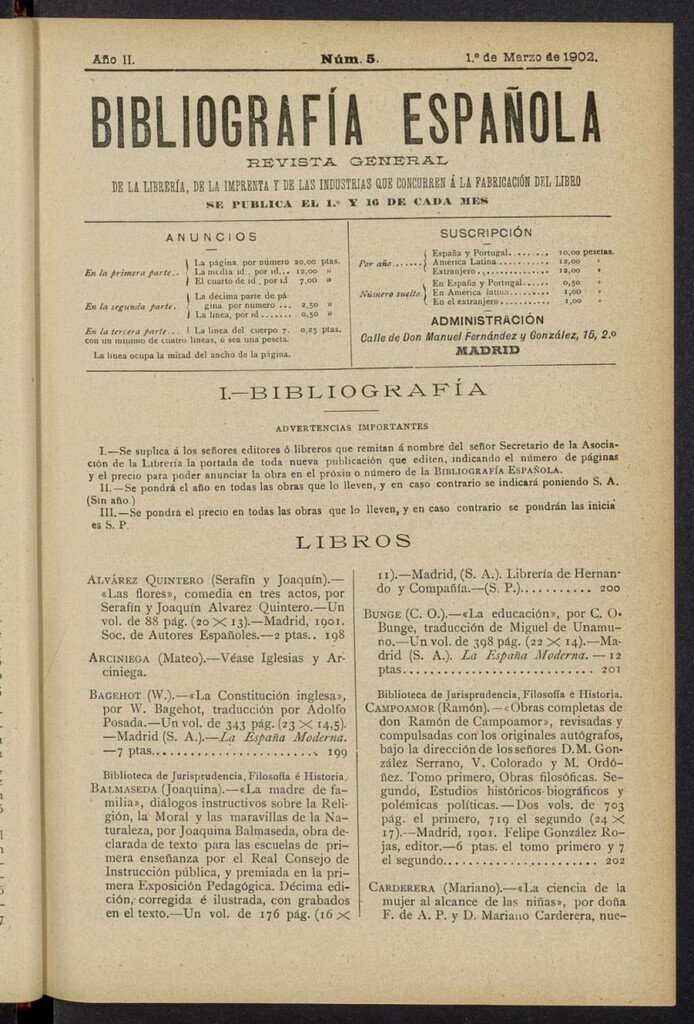 Año II.
Núm. 5.
1.º de Marzo de 1902.
BIBLIOGRAFÍA ESPAÑOLA
REVISTA GENERAL
DE LA LIBRERÍA, DE LA IMPRENTA Y DE LAS INDUSTRIAS QUE CONCURREN Á LA FABRICACIÓN DEL LIBRO
SE PUBLICA EL 1.º Y 16 DE CADA MES
ANUNCIOS
En la primera parte.. La página, por número 20,00 ptas.
La media id., por id... 12,00 »
El cuarto de id, por id 7,00 »
En la segunda parte. La décima parte de pá
gina por número ... 2,50 »
La linea, por id....... 0,50 »
En la tercera parte... La linea del cuerpo 7. 0,25 ptas.
con un minimo de cuatro lineas, ó sea una peseta.
La linea ocupa la mitad del ancho de la página.
SUSCRIPCIÓN
Por año...... España y Portugal........ 10,00 pesetas.
América Latina.......... 12,00 »
Extranjero............... 12,00 »
Número suelto. En España y Portugal..... 0,50 »
En América latina........ 1,00 »
En el extranjero.......... 1,00 »
ADMINISTRACIÓN
Calle de Don Manuel Fernández y González, 15, 2.º
MADRID
I.—BIBLIOGRAFÍA
ADVERTENCIAS IMPORTANTES
I.—Se suplica á los señores editores ó libreros que remitan á nombre del señor Secretario de la Asocia-
ción de la Librería la portada de toda nueva publicación que editen, indicando el número de páginas
y el precio para poder anunciar la obra en el próxim o número de la BIBLIOGRAFÍA ESPAÑOLA.
II.—Se pondrá el año en todas las obras que lo lleven, y en caso contrario se indicará poniendo S. A.
(Sin año.)
III.—Se pondrá el precio en todas las obras que lo lleven, y en caso contrario se pondrán las inicia
es S. P.
LIBROS
ALVÁREZ QUINTERO (Serafín y Joaquín).—
«Las flores», comedia en tres actos, por
Serafín y Joaquín Alvarez Quintero.—Un
vol. de 88 pág. (20 × 13).—Madrid, 1901.
Soc. de Autores Españoles.—2 ptas.. 198
ARCINIEGA (Mateo).—Véase Iglesias y Ar-
ciniega.
BAGEHOT (W.).—«La Constitución inglesa»,
por W. Bagehot, traducción por Adolfo
Posada.—Un vol. de 343 pág. (23 × 14,5).
—Madrid (S. A.).—La España Moderna.
—7 ptas........................ 199
Biblioteca de Jurisprudencia, Filosofía é Historia.
BALMASEDA (Joaquina).—«La madre de fa-
milia», diálogos instructivos sobre la Reli-
gión, la Moral y las maravillas de la Na-
turaleza, por Joaquina Balmaseda, obra de-
clarada de texto para las escuelas de pri-
mera enseñanza por el Real Consejo de
Instrucción pública, y premiada en la pri-
mera Exposición Pedagógica. Décima edi-
ción, corregida é ilustrada, con grabados
en el texto.—Un vol. de 176 pág. (16 ×
11).—Madrid, (S. A.). Librería de Hernan-
do y Compañía.—(S. P.)........... 200
BUNGE (C. O.).—«La educación», por C. O.
Bunge, traducción de Miguel de Unamu-
no.—Un vol. de 398 pág. (22 × 14).—Ma-
drid (S. A.). La España Moderna. — 12
ptas............................ 201
Biblioteca de Jurisprudencia, Filosofía é Historia.
CAMPOAMOR (Ramón). — «Obras completas de
don Ramón de Campoamor», revisadas y
compulsadas con los originales autógrafos,
bajo la dirección de los señores D. M. Gon-
zález Serrano, V. Colorado y M. Ordó-
ñez. Tomo primero, Obras filosóficas. Se-
gundo, Estudios históricos-biográficos y
polémicas políticas.—Dos vols. de 703
pág. el primero, 719 el segundo (24 ×
17).—Madrid, 1901. Felipe González Ro-
jas, editor.—6 ptas. el tomo primero y 7
el segundo...................... 202
CARDERERA (Mariano).—«La ciencia de la
mujer al alcance de las niñas», por doña
F. de A. P. y D. Mariano Carderera, nue-